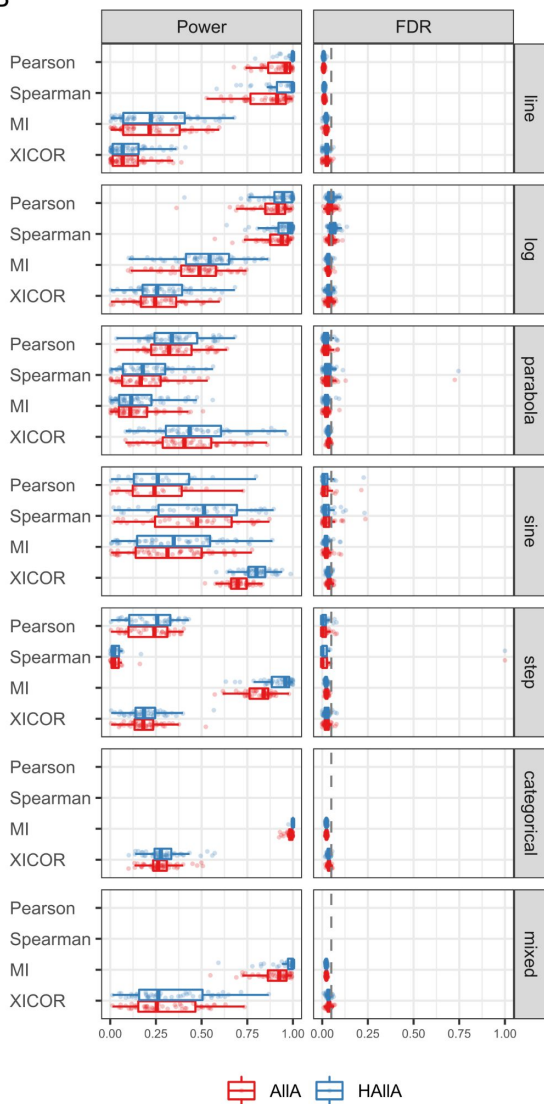 Power FDR
Pearson
Spearman
MI
XICOR
line
Pearson
Spearman
MI
XICOR
log
Pearson
Spearman
MI
XICOR
parabola
Pearson
Spearman
MI
XICOR
sine
Pearson
Spearman
MI
XICOR
step
Pearson
Spearman
MI
XICOR
categorical
Pearson
Spearman
MI
XICOR
mixed
0.00 0.25 0.50 0.75 1.00 0.00 0.25 0.50 0.75 1.00
AllA HAllA